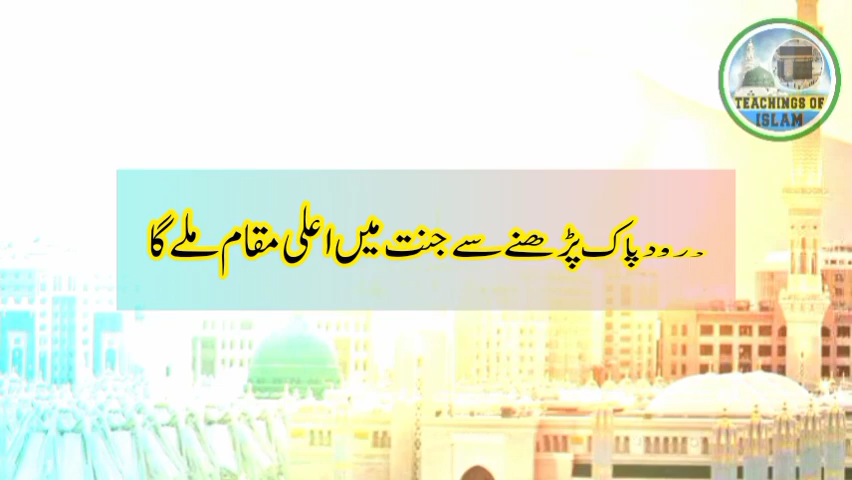 TEACHINGS OF
ISLAM
درود پاک پڑھنے سے جنت میں اعلی مقام ملے گا